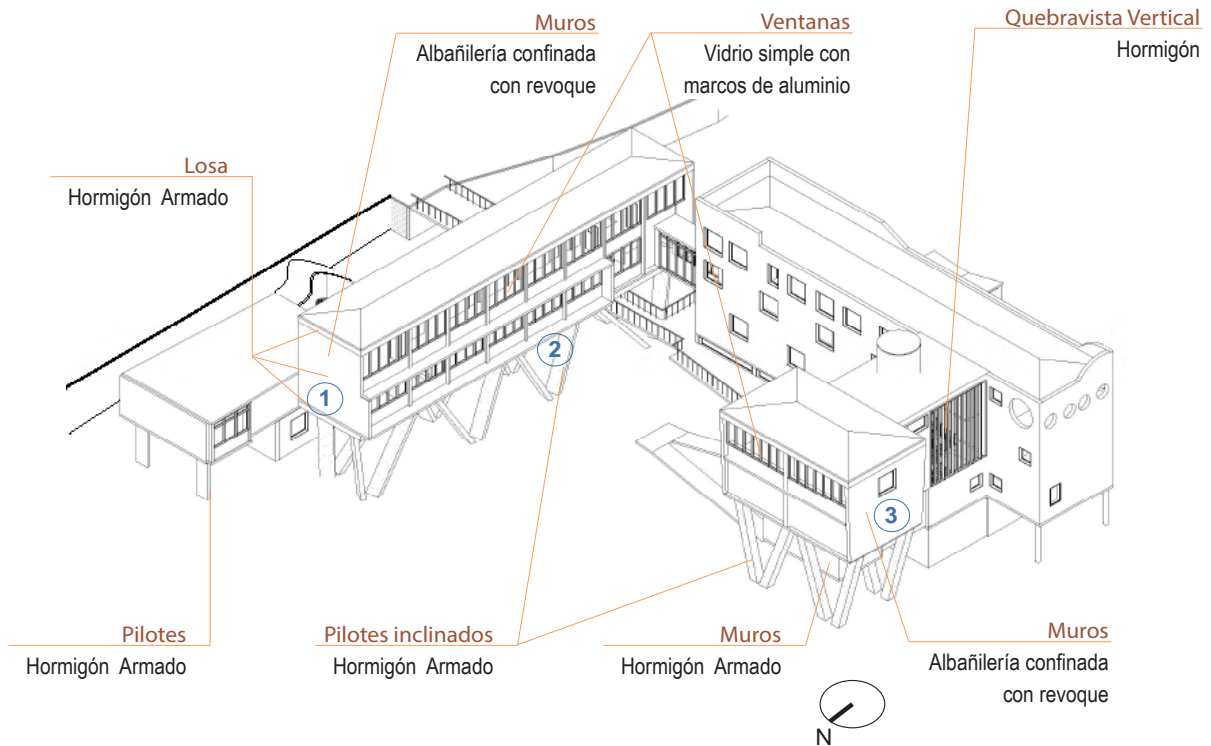 Muros
Albañilería confinada
con revoque
Ventanas
Vidrio simple con
marcos de aluminio
Quebravista Vertical
Hormigón
Losa
Hormigón Armado
1
2
3
Pilotes
Hormigón Armado
Pilotes inclinados
Hormigón Armado
Muros
Hormigón Armado
Muros
Albañilería confinada
con revoque
N